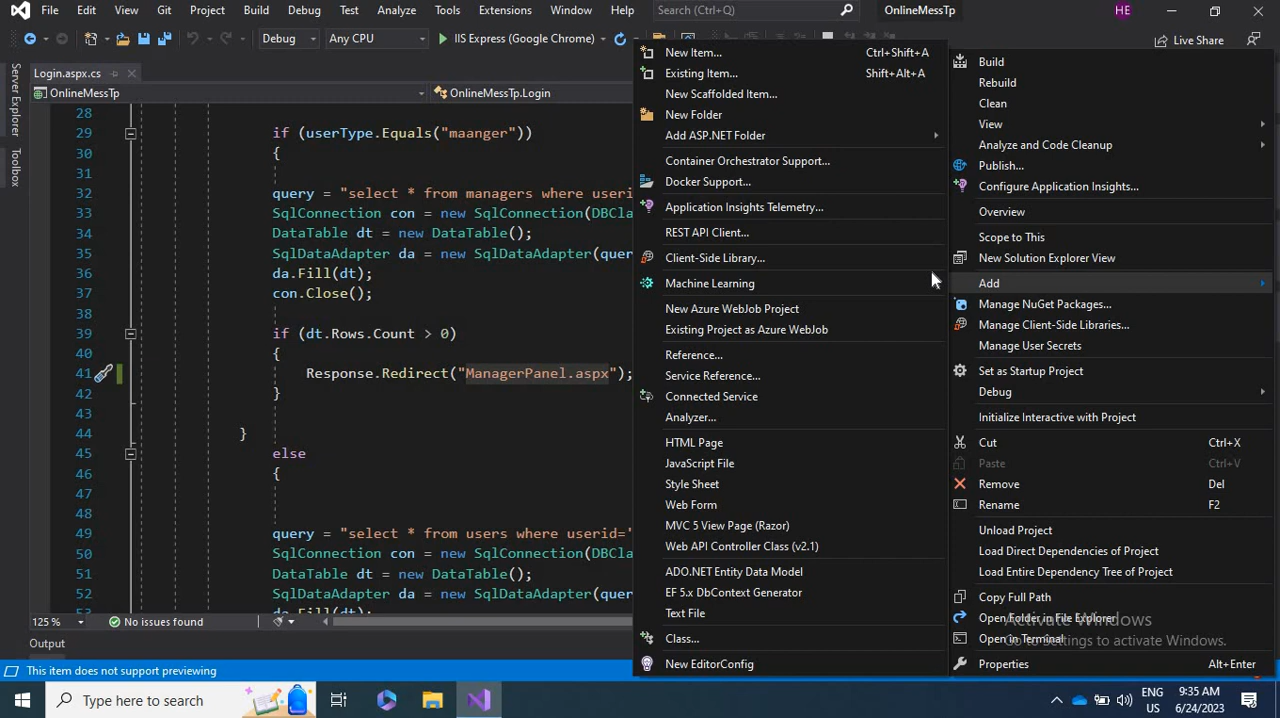 File Edit View Git Project Build Debug Test Analyze Tools Extensions Window Help Search (Ctrl+Q) OnlineMessTp HE
Debug Any CPU IIS Express (Google Chrome) Live Share
Server Explorer
Toolbox
Login.aspx.cs
OnlineMessTp OnlineMessTp.Login
28
29 if (userType.Equals("maanger"))
30 {
31
32 query = "select * from managers where userid
33 SqlConnection con = new SqlConnection(DBCla
34 DataTable dt = new DataTable();
35 SqlDataAdapter da = new SqlDataAdapter(quer
36 da.Fill(dt);
37 con.Close();
38
39 if (dt.Rows.Count > 0)
40 {
41 Response.Redirect("ManagerPanel.aspx");
42 }
43
44 }
45 else
46 {
47
48
49 query = "select * from users where userid='
50 SqlConnection con = new SqlConnection(DBCla
51 DataTable dt = new DataTable();
52 SqlDataAdapter da = new SqlDataAdapter(quer
53 da.Fill(dt);
125 % No issues found
Output
This item does not support previewing
New Item... Ctrl+Shift+A
Existing Item... Shift+Alt+A
New Scaffolded Item...
New Folder
Add ASP.NET Folder
Container Orchestrator Support...
Docker Support...
Application Insights Telemetry...
REST API Client...
Client-Side Library...
Machine Learning
New Azure WebJob Project
Existing Project as Azure WebJob
Reference...
Service Reference...
Connected Service
Analyzer...
HTML Page
JavaScript File
Style Sheet
Web Form
MVC 5 View Page (Razor)
Web API Controller Class (v2.1)
ADO.NET Entity Data Model
EF 5.x DbContext Generator
Text File
Class...
New EditorConfig
Build
Rebuild
Clean
View
Analyze and Code Cleanup
Publish...
Configure Application Insights...
Overview
Scope to This
New Solution Explorer View
Add
Manage NuGet Packages...
Manage Client-Side Libraries...
Manage User Secrets
Set as Startup Project
Debug
Initialize Interactive with Project
Cut Ctrl+X
Paste Ctrl+V
Remove Del
Rename F2
Unload Project
Load Direct Dependencies of Project
Load Entire Dependency Tree of Project
Copy Full Path
Open Folder in File Explorer
Open in Terminal
Properties Alt+Enter
Activate Windows
Go to Settings to activate Windows.
Type here to search
ENG 9:35 AM
US 6/24/2023